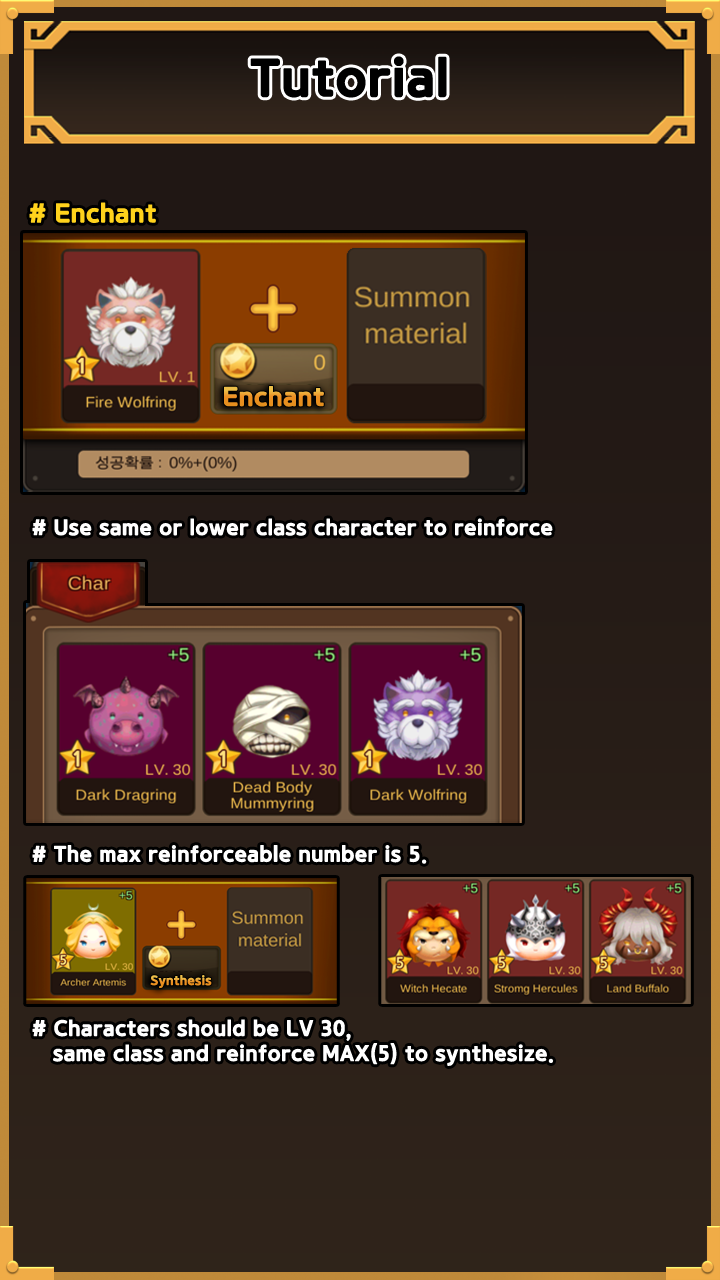 Tutorial
# Enchant
1
LV. 1
Fire Wolfring
0
Enchant
Summon
material
성공확률 : 0%+(0%)
# Use same or lower class character to reinforce
Char
+5
1
LV. 30
Dark Dragring
+5
1
LV. 30
Dead Body
Mummyring
+5
1
LV. 30
Dark Wolfring
# The max reinforceable number is 5.
+5
5
LV. 30
Archer Artemis
Synthesis
Summon
material
+5
5
LV. 30
Witch Hecate
+5
5
LV. 30
Stromg Hercules
+5
5
LV. 30
Land Buffalo
# Characters should be LV 30,
same class and reinforce MAX(5) to synthesize.